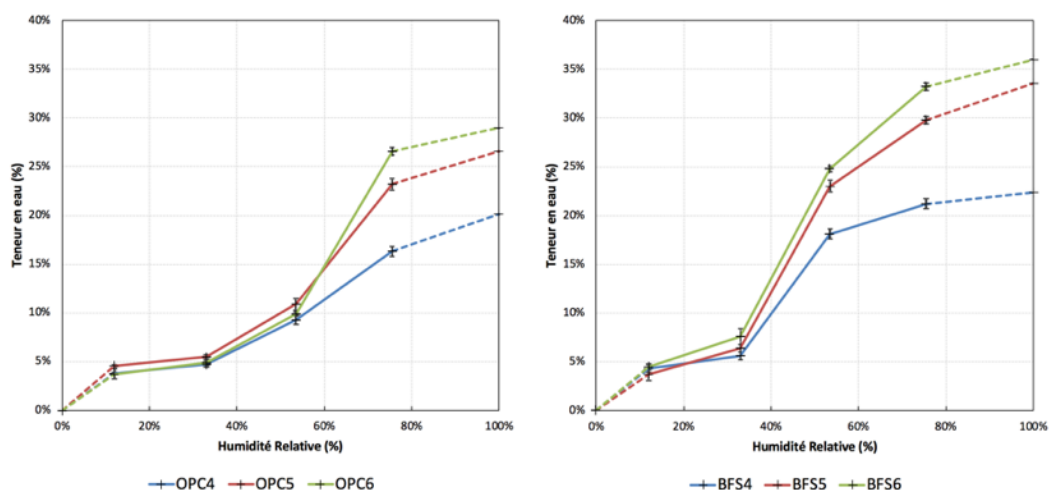 40%
35%
30%
25%
20%
15%
10%
5%
0%
Teneur en eau (%)
0% 20% 40% 60% 80% 100%
Humidité Relative (%)
OPC4 OPC5 OPC6
40%
35%
30%
25%
20%
15%
10%
5%
0%
Teneur en eau (%)
0% 20% 40% 60% 80% 100%
Humidité Relative (%)
BFS4 BFS5 BFS6